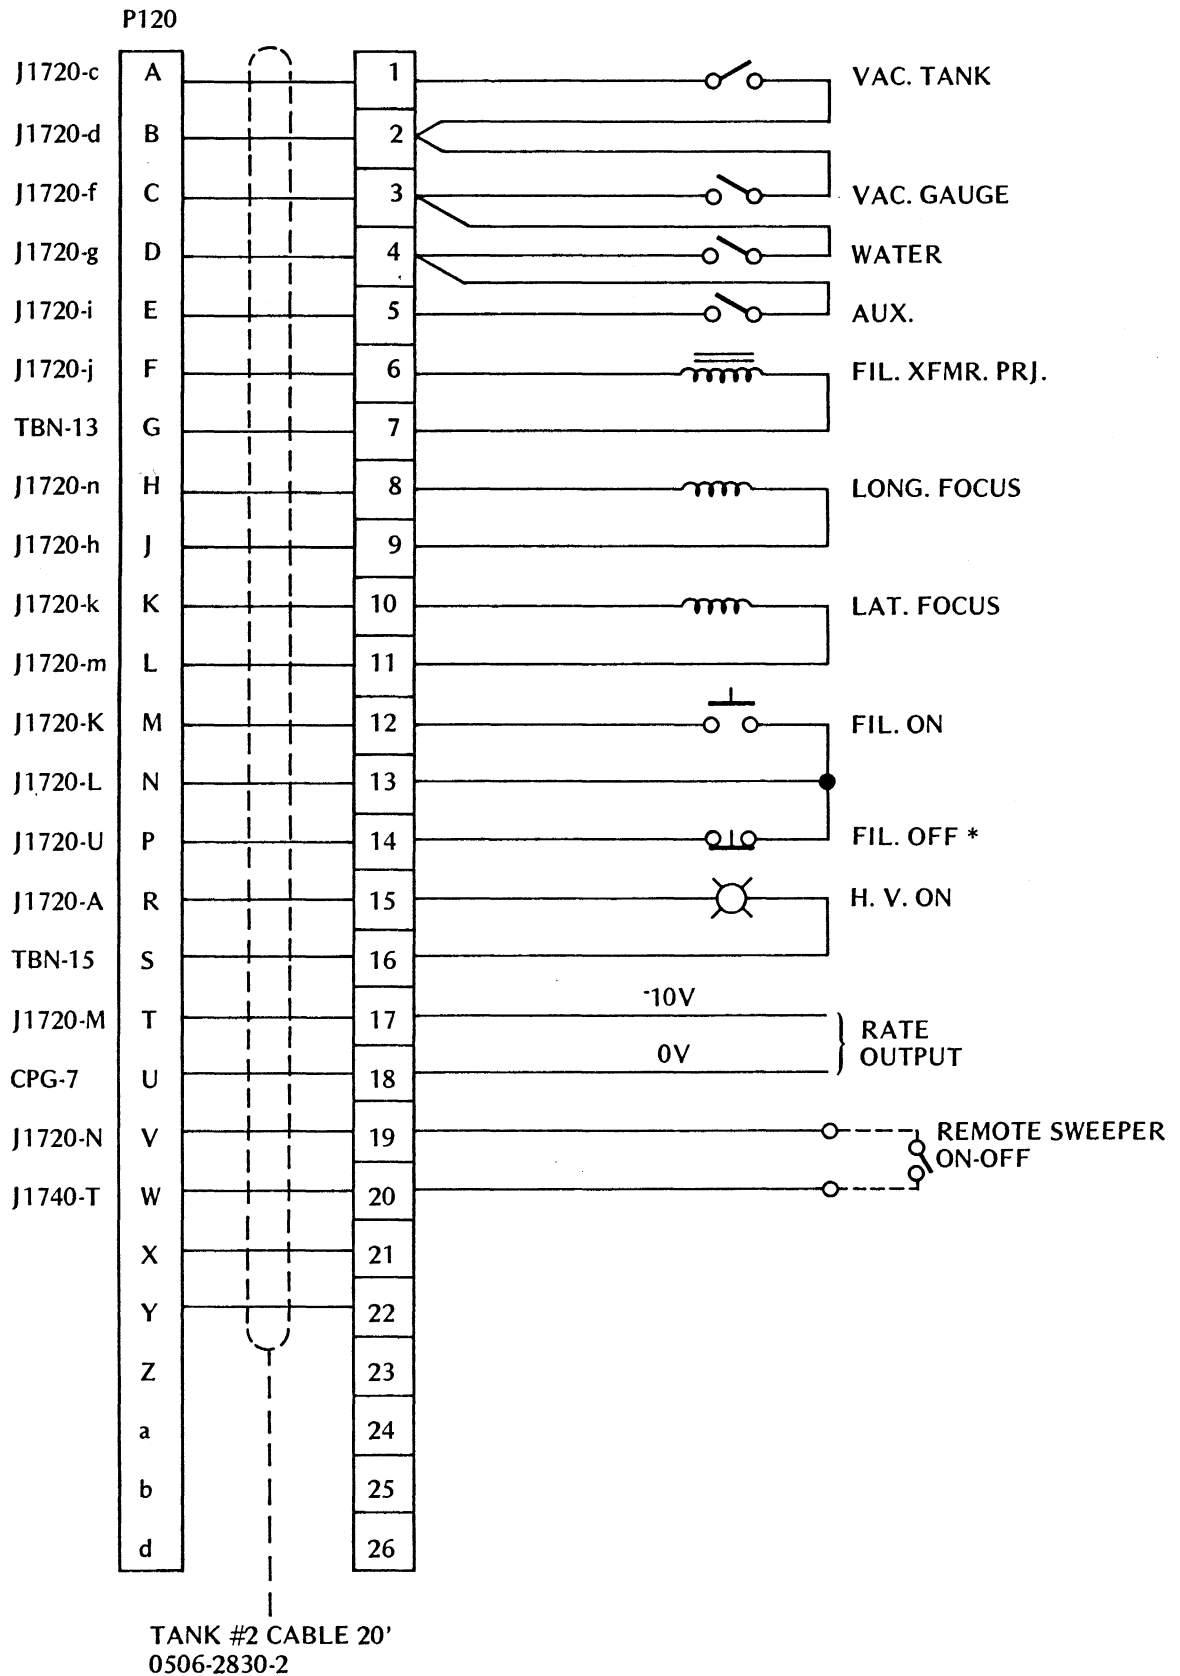 P120
J1720-c A 1 VAC. TANK
J1720-d B 2
J1720-f C 3 VAC. GAUGE
J1720-g D 4 WATER
J1720-i E 5 AUX.
J1720-j F 6 FIL. XFMR. PRJ.
TBN-13 G 7
J1720-n H 8 LONG. FOCUS
J1720-h J 9
J1720-k K 10 LAT. FOCUS
J1720-m L 11
J1720-K M 12 FIL. ON
J1720-L N 13
J1720-U P 14 FIL. OFF *
J1720-A R 15 H. V. ON
TBN-15 S 16
J1720-M T 17 -10V RATE
OUTPUT
CPG-7 U 18 0V
J1720-N V 19 REMOTE SWEEPER
ON-OFF
J1740-T W 20
X 21
Y 22
Z 23
a 24
b 25
d 26
TANK #2 CABLE 20'
0506-2830-2